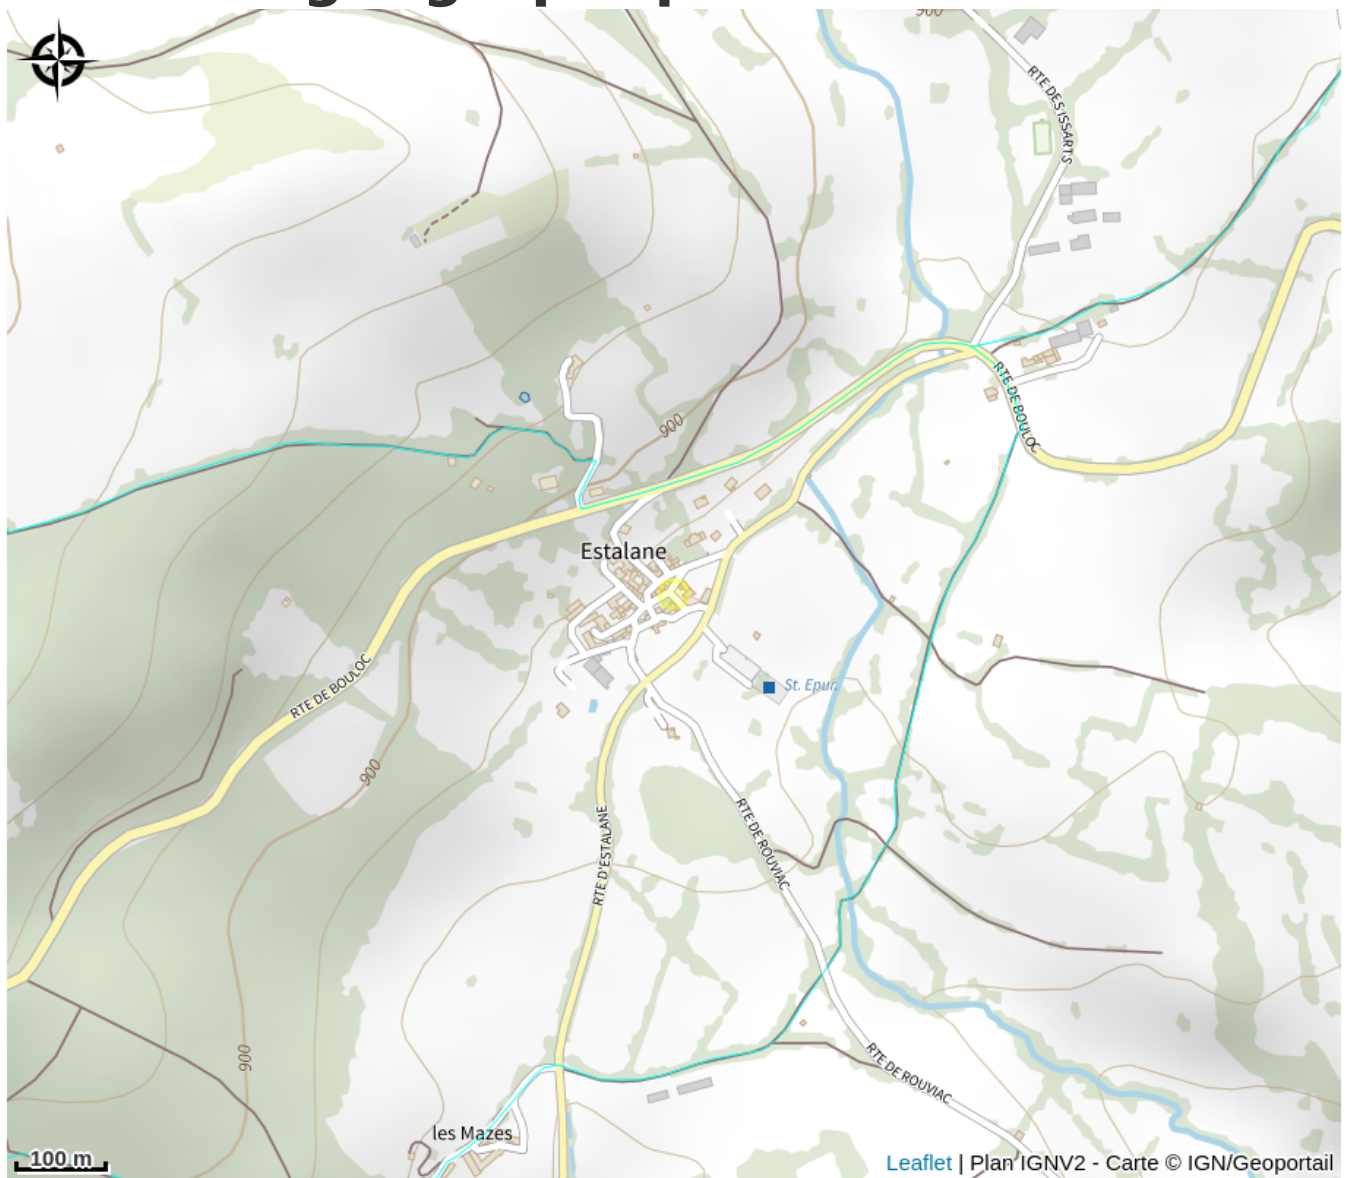 900
RTE DES ISSARTS
RTE DE BOULOC
900
Estalane
St. Epur.
RTE DE BOULOC
900
RTE D'ESTALANE
RTE DE ROUVIAC
900
RTE DE ROUVIAC
les Mazes
100 m
Leaflet | Plan IGNV2 - Carte © IGN/Geoportail